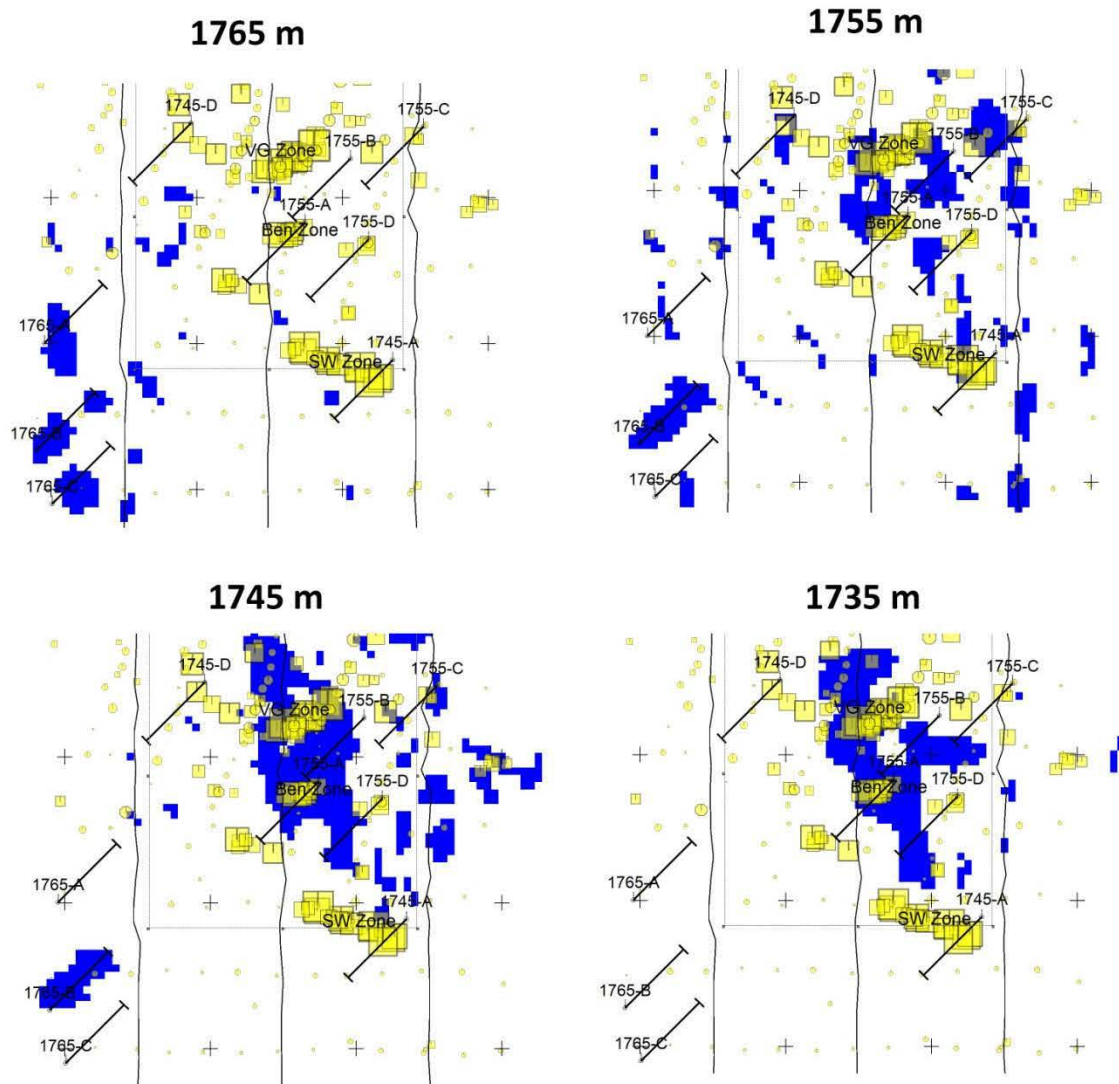 1765 m
1745-D
1755-C
VG Zone
1755-B
1755-A
Ben Zone
1755-D
1765-A
1745-A
SW Zone
1765-B
1765-C
1755 m
1745-D
1755-C
VG Zone
1755-B
1755-A
Ben Zone
1755-D
1765-A
1745-A
SW Zone
1765-B
1765-C
1745 m
1745-D
1755-C
VG Zone
1755-B
1755-A
Ben Zone
1755-D
1765-A
1745-A
SW Zone
1765-B
1765-C
1735 m
1745-D
1755-C
VG Zone
1755-B
1755-A
Ben Zone
1755-D
1765-A
1745-A
SW Zone
1765-B
1765-C